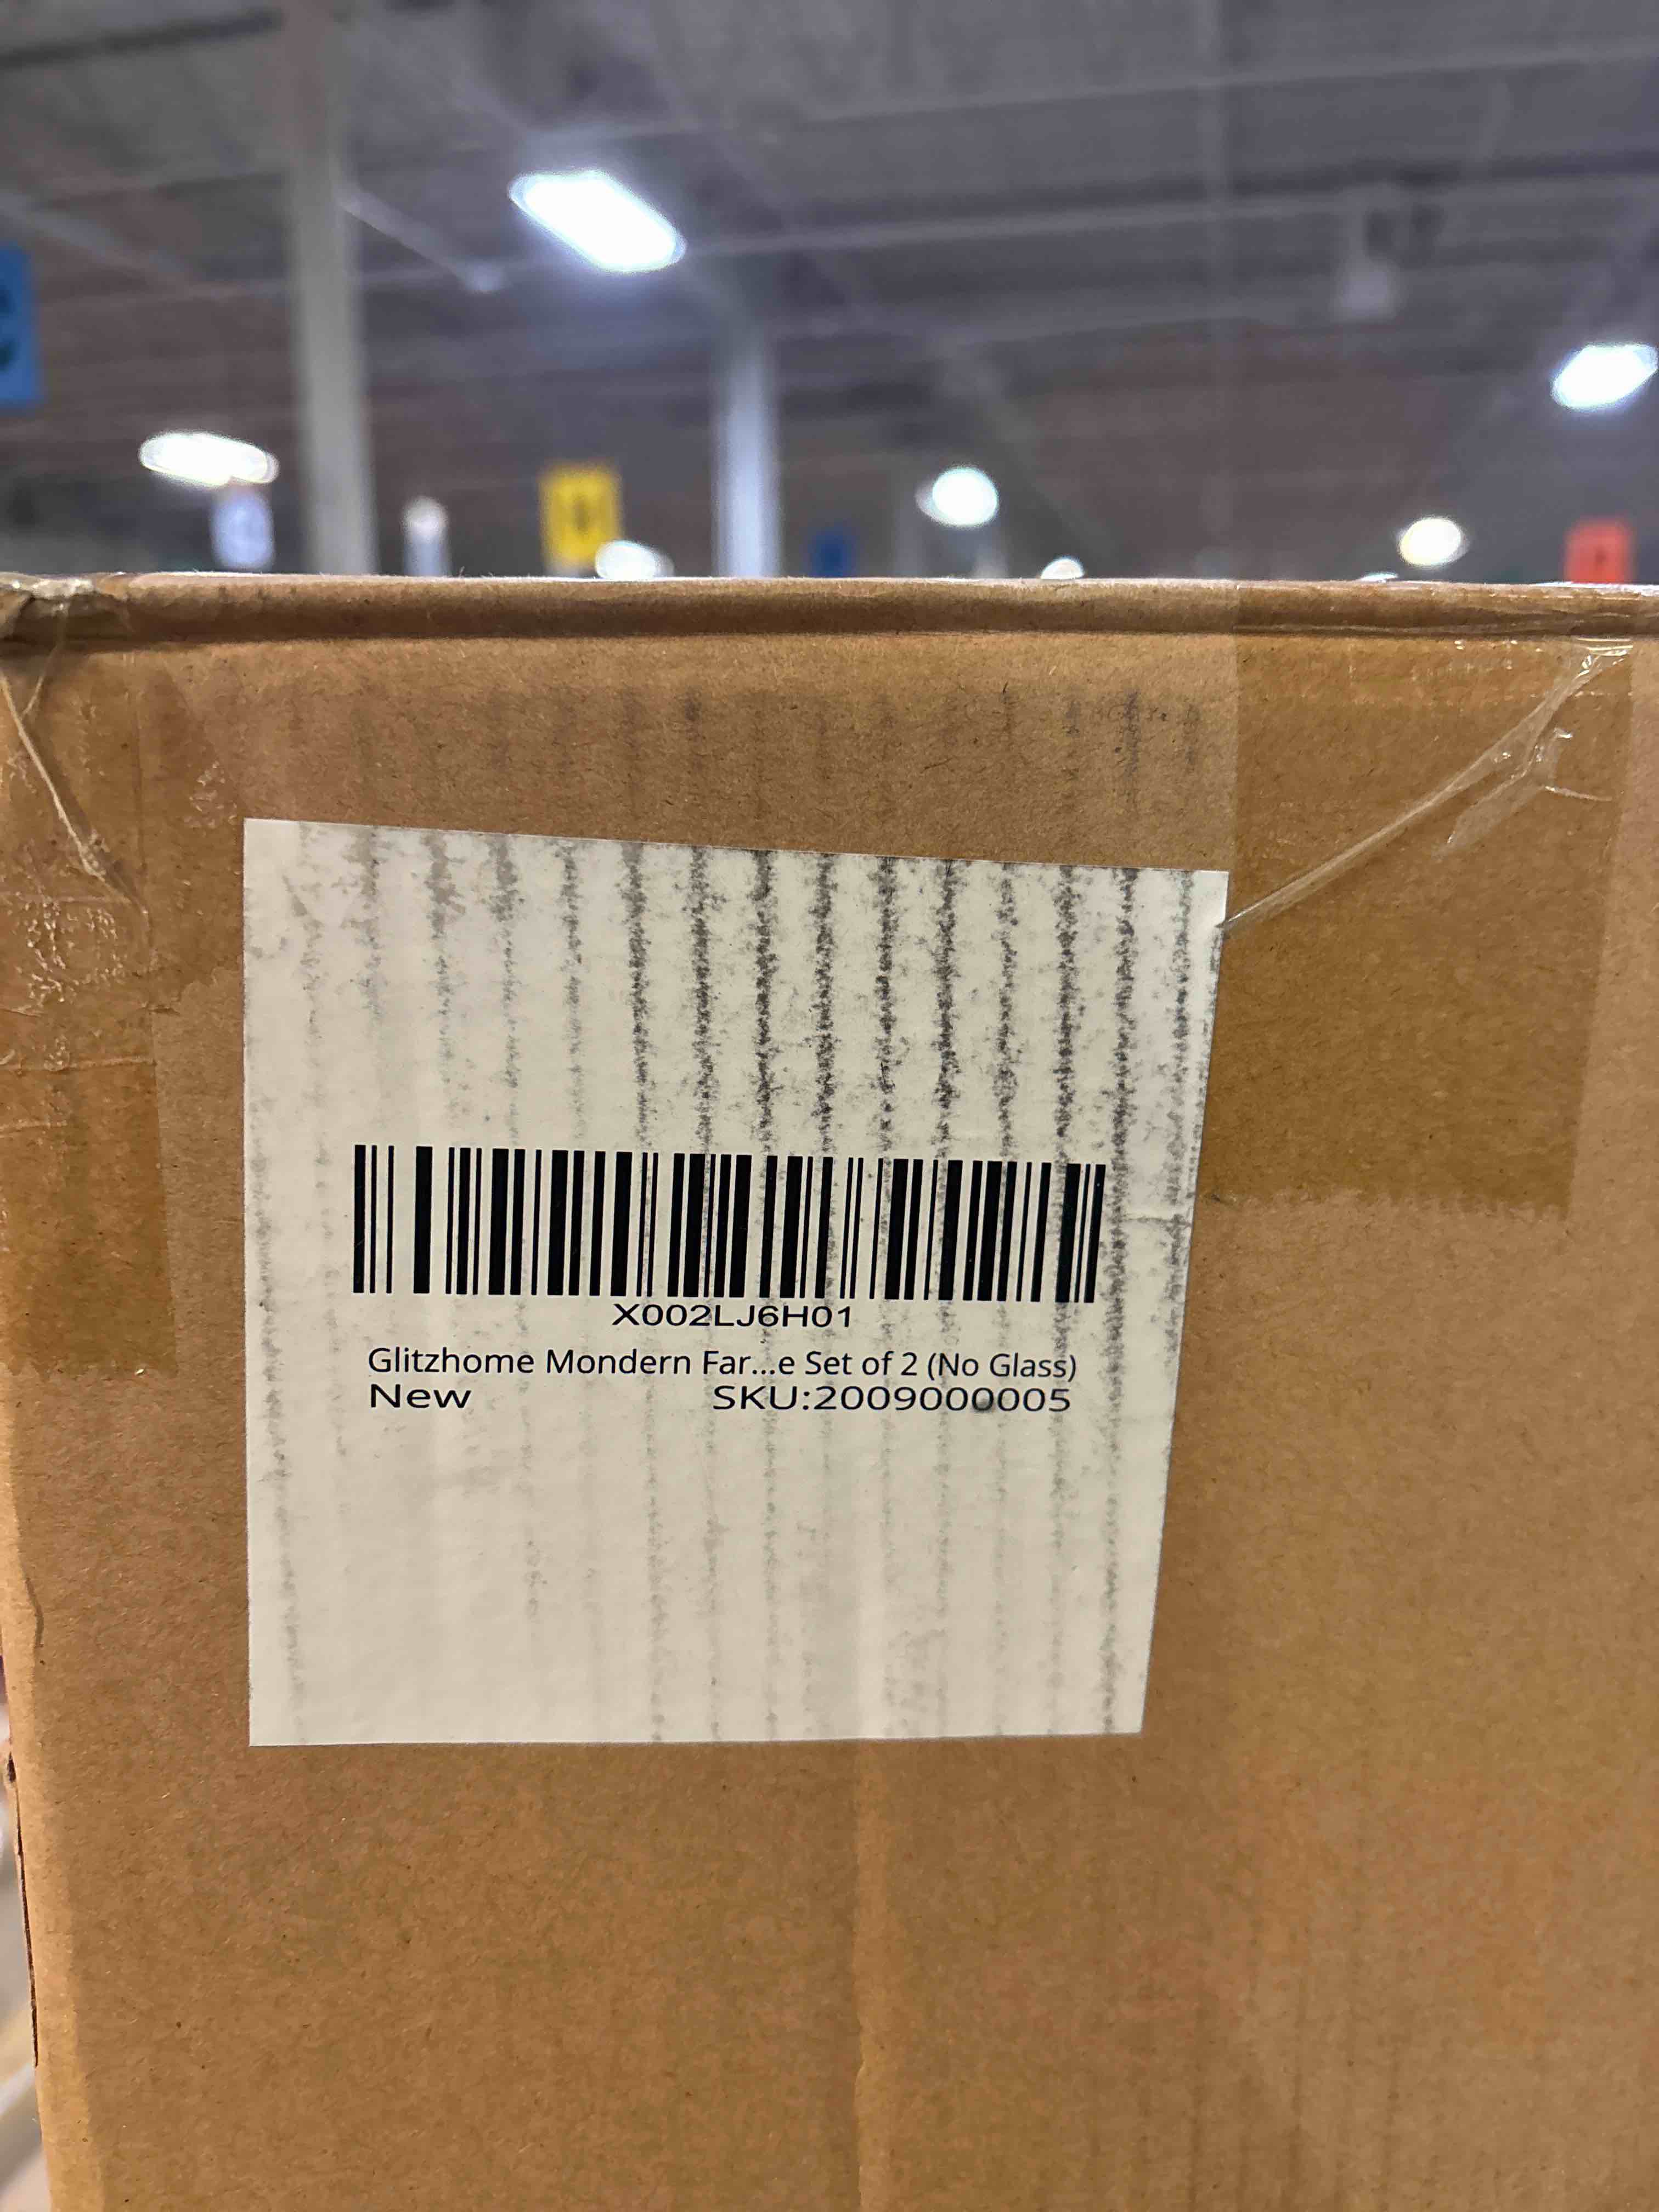 X002LJ6H01
Glitzhome Mondern Far...e Set of 2 (No Glass)
New SKU:2009000005